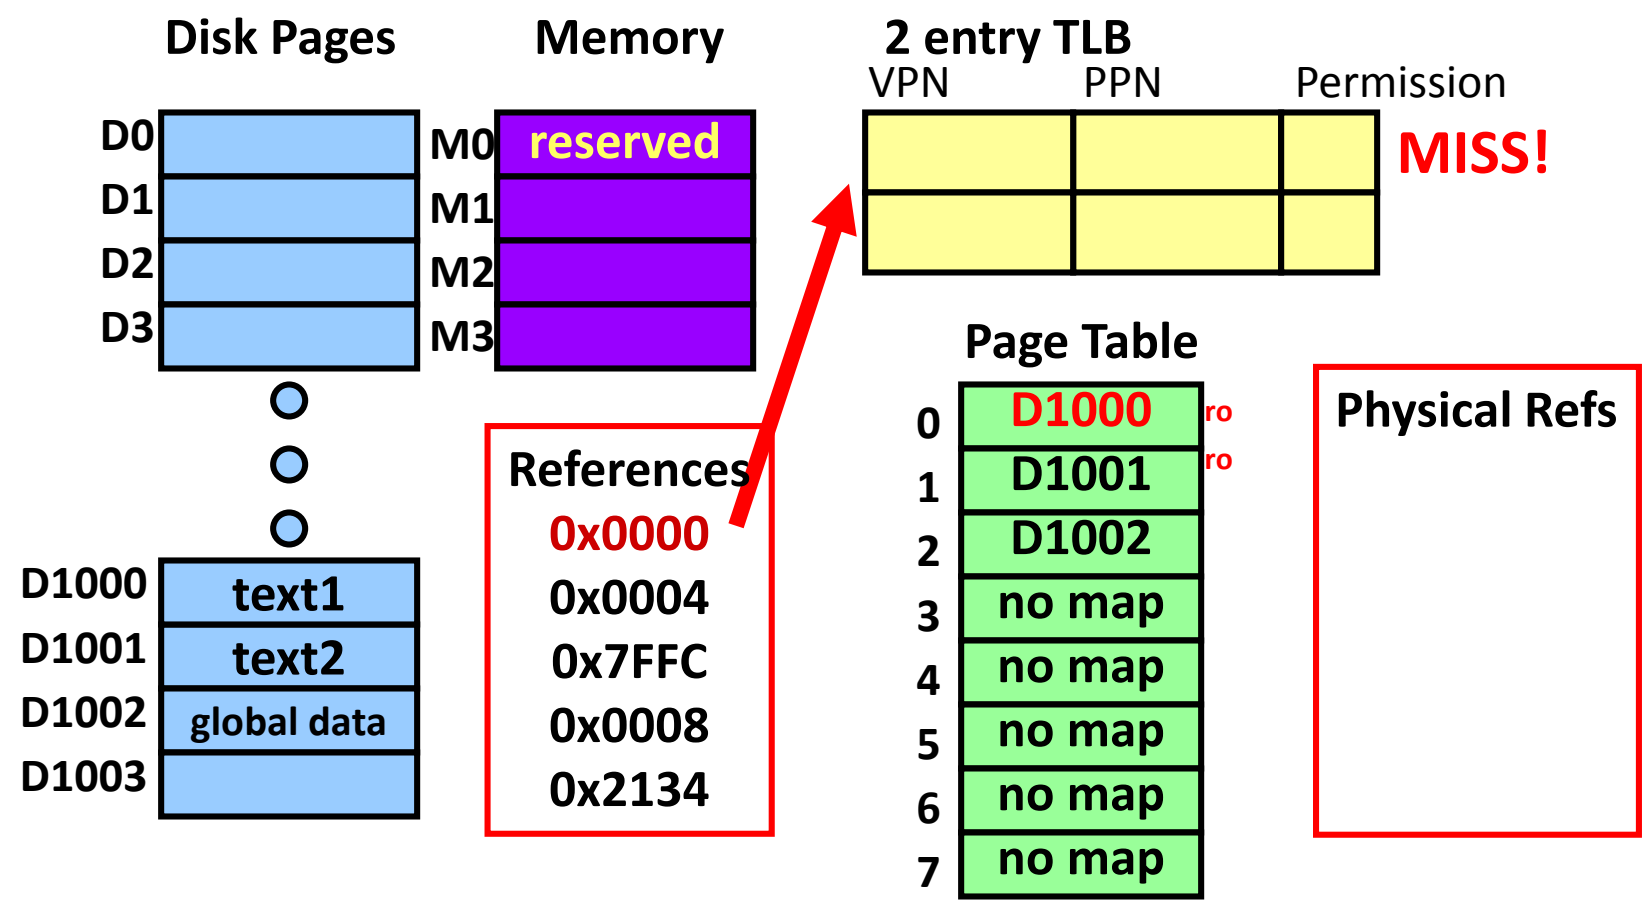 Disk Pages
Memory
2 entry TLB
VPN PPN Permission
D0
D1
D2
D3
M0 reserved
M1
M2
M3
MISS!
D1000 text1
D1001 text2
D1002 global data
D1003
References
0x0000
0x0004
0x7FFC
0x0008
0x2134
Page Table
0 D1000 ro
1 D1001 ro
2 D1002
3 no map
4 no map
5 no map
6 no map
7 no map
Physical Refs